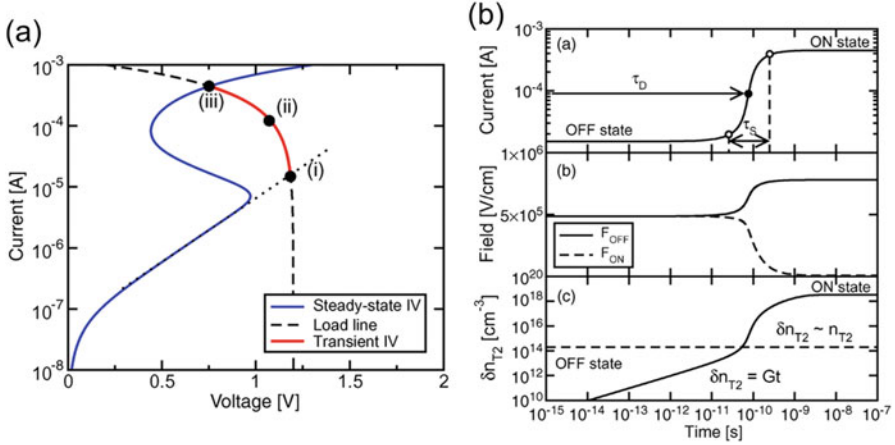 (a)
Current [A]
10-3
10-4
10-5
10-6
10-7
10-8
(iii)
(ii)
(i)
Steady-state IV
Load line
Transient IV
0
0.5
1
1.5
2
Voltage [V]
(b)
Current [A]
10-3
10-4
1×106
(a)
ON state
τD
τS
OFF state
Field [V/cm]
5×105
(b)
FOFF
FON
δnT2 [cm-3]
1020
1018
1016
1014
1012
1010
(c)
ON state
δnT2 ~ nT2
OFF state
δnT2 = Gt
10-15
10-14
10-13
10-12
10-11
10-10
10-9
10-8
10-7
Time [s]